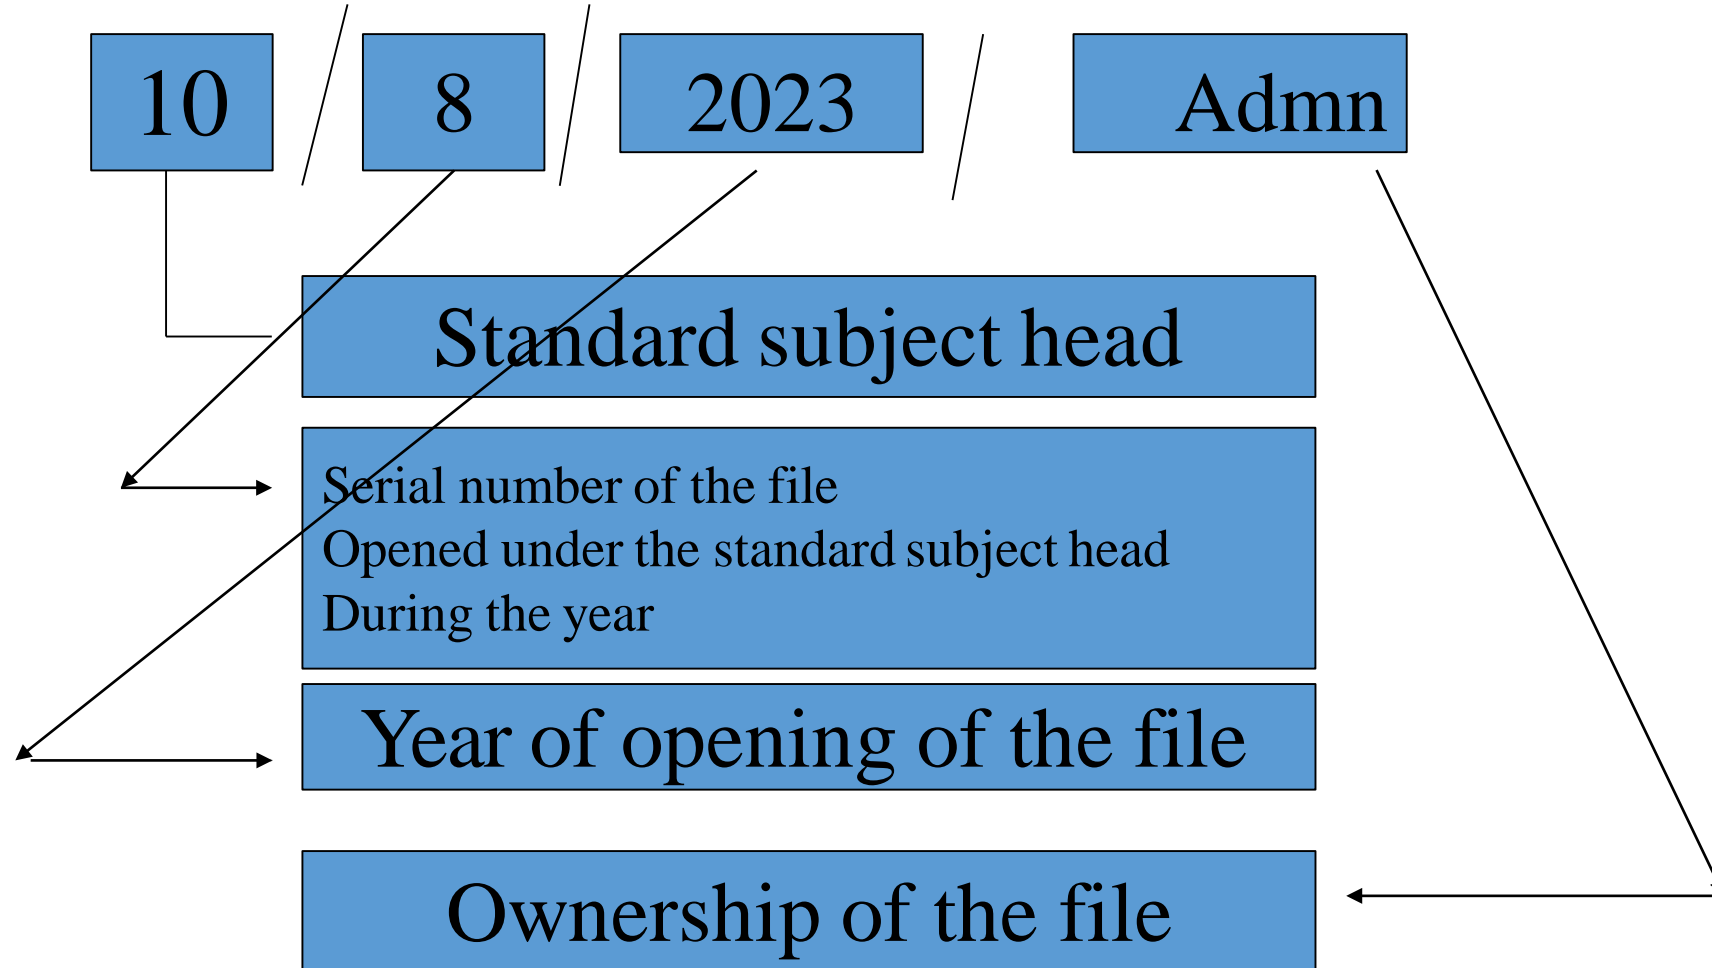 10 / 8 / 2023 / Admn
Standard subject head
Serial number of the file
Opened under the standard subject head
During the year
Year of opening of the file
Ownership of the file